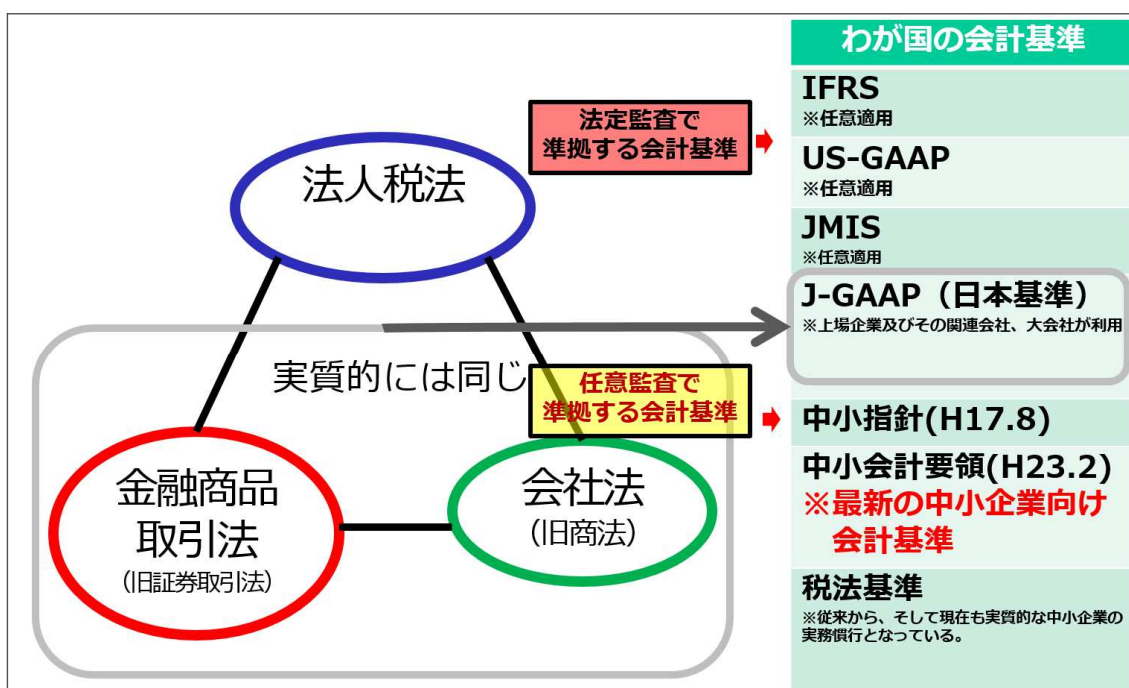 法人税法
実質的には同じ
金融商品
取引法
(旧証券取引法)
会社法
(旧商法)
法定監査で
準拠する会計基準
任意監査で
準拠する会計基準
わが国の会計基準
IFRS
※任意適用
US-GAAP
※任意適用
JMIS
※任意適用
J-GAAP（日本基準）
※上場企業及びその関連会社、大会社が利用
中小指針(H17.8)
中小会計要領(H23.2)
※最新の中小企業向け
会計基準
税法基準
※従来から、そして現在も実質的な中小企業の
実務慣行となっている。